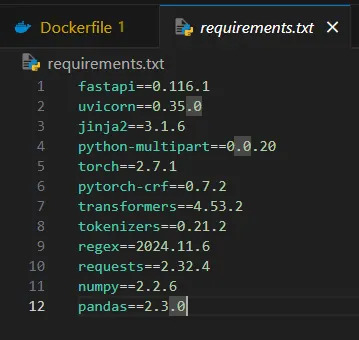 Dockerfile 1 requirements.txt
requirements.txt
1 fastapi==0.116.1
2 uvicorn==0.35.0
3 jinja2==3.1.6
4 python-multipart==0.0.20
5 torch==2.7.1
6 pytorch-crf==0.7.2
7 transformers==4.53.2
8 tokenizers==0.21.2
9 regex==2024.11.6
10 requests==2.32.4
11 numpy==2.2.6
12 pandas==2.3.0